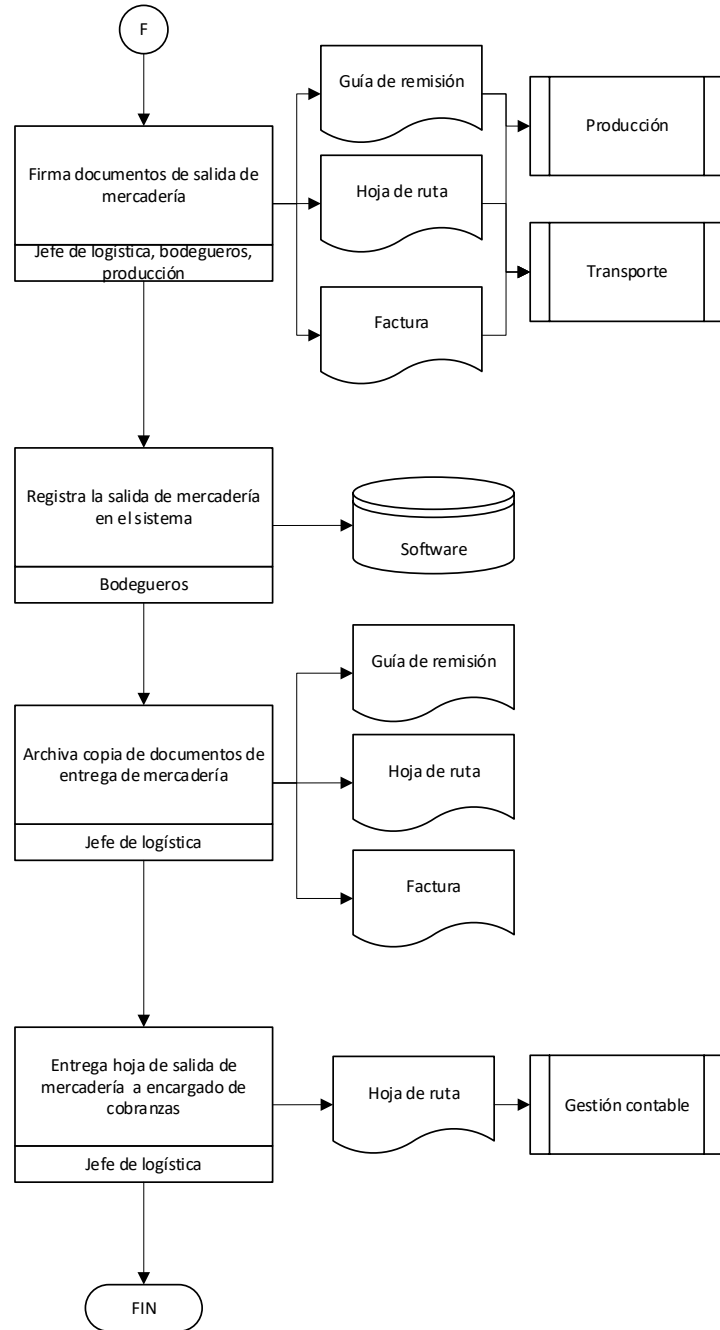 F
Firma documentos de salida de
mercadería
Jefe de logística, bodegueros,
producción
Guía de remisión
Hoja de ruta
Factura
Producción
Transporte
Registra la salida de mercadería
en el sistema
Bodegueros
Software
Archiva copia de documentos de
entrega de mercadería
Jefe de logística
Guía de remisión
Hoja de ruta
Factura
Entrega hoja de salida de
mercadería a encargado de
cobranzas
Jefe de logística
Hoja de ruta
Gestión contable
FIN